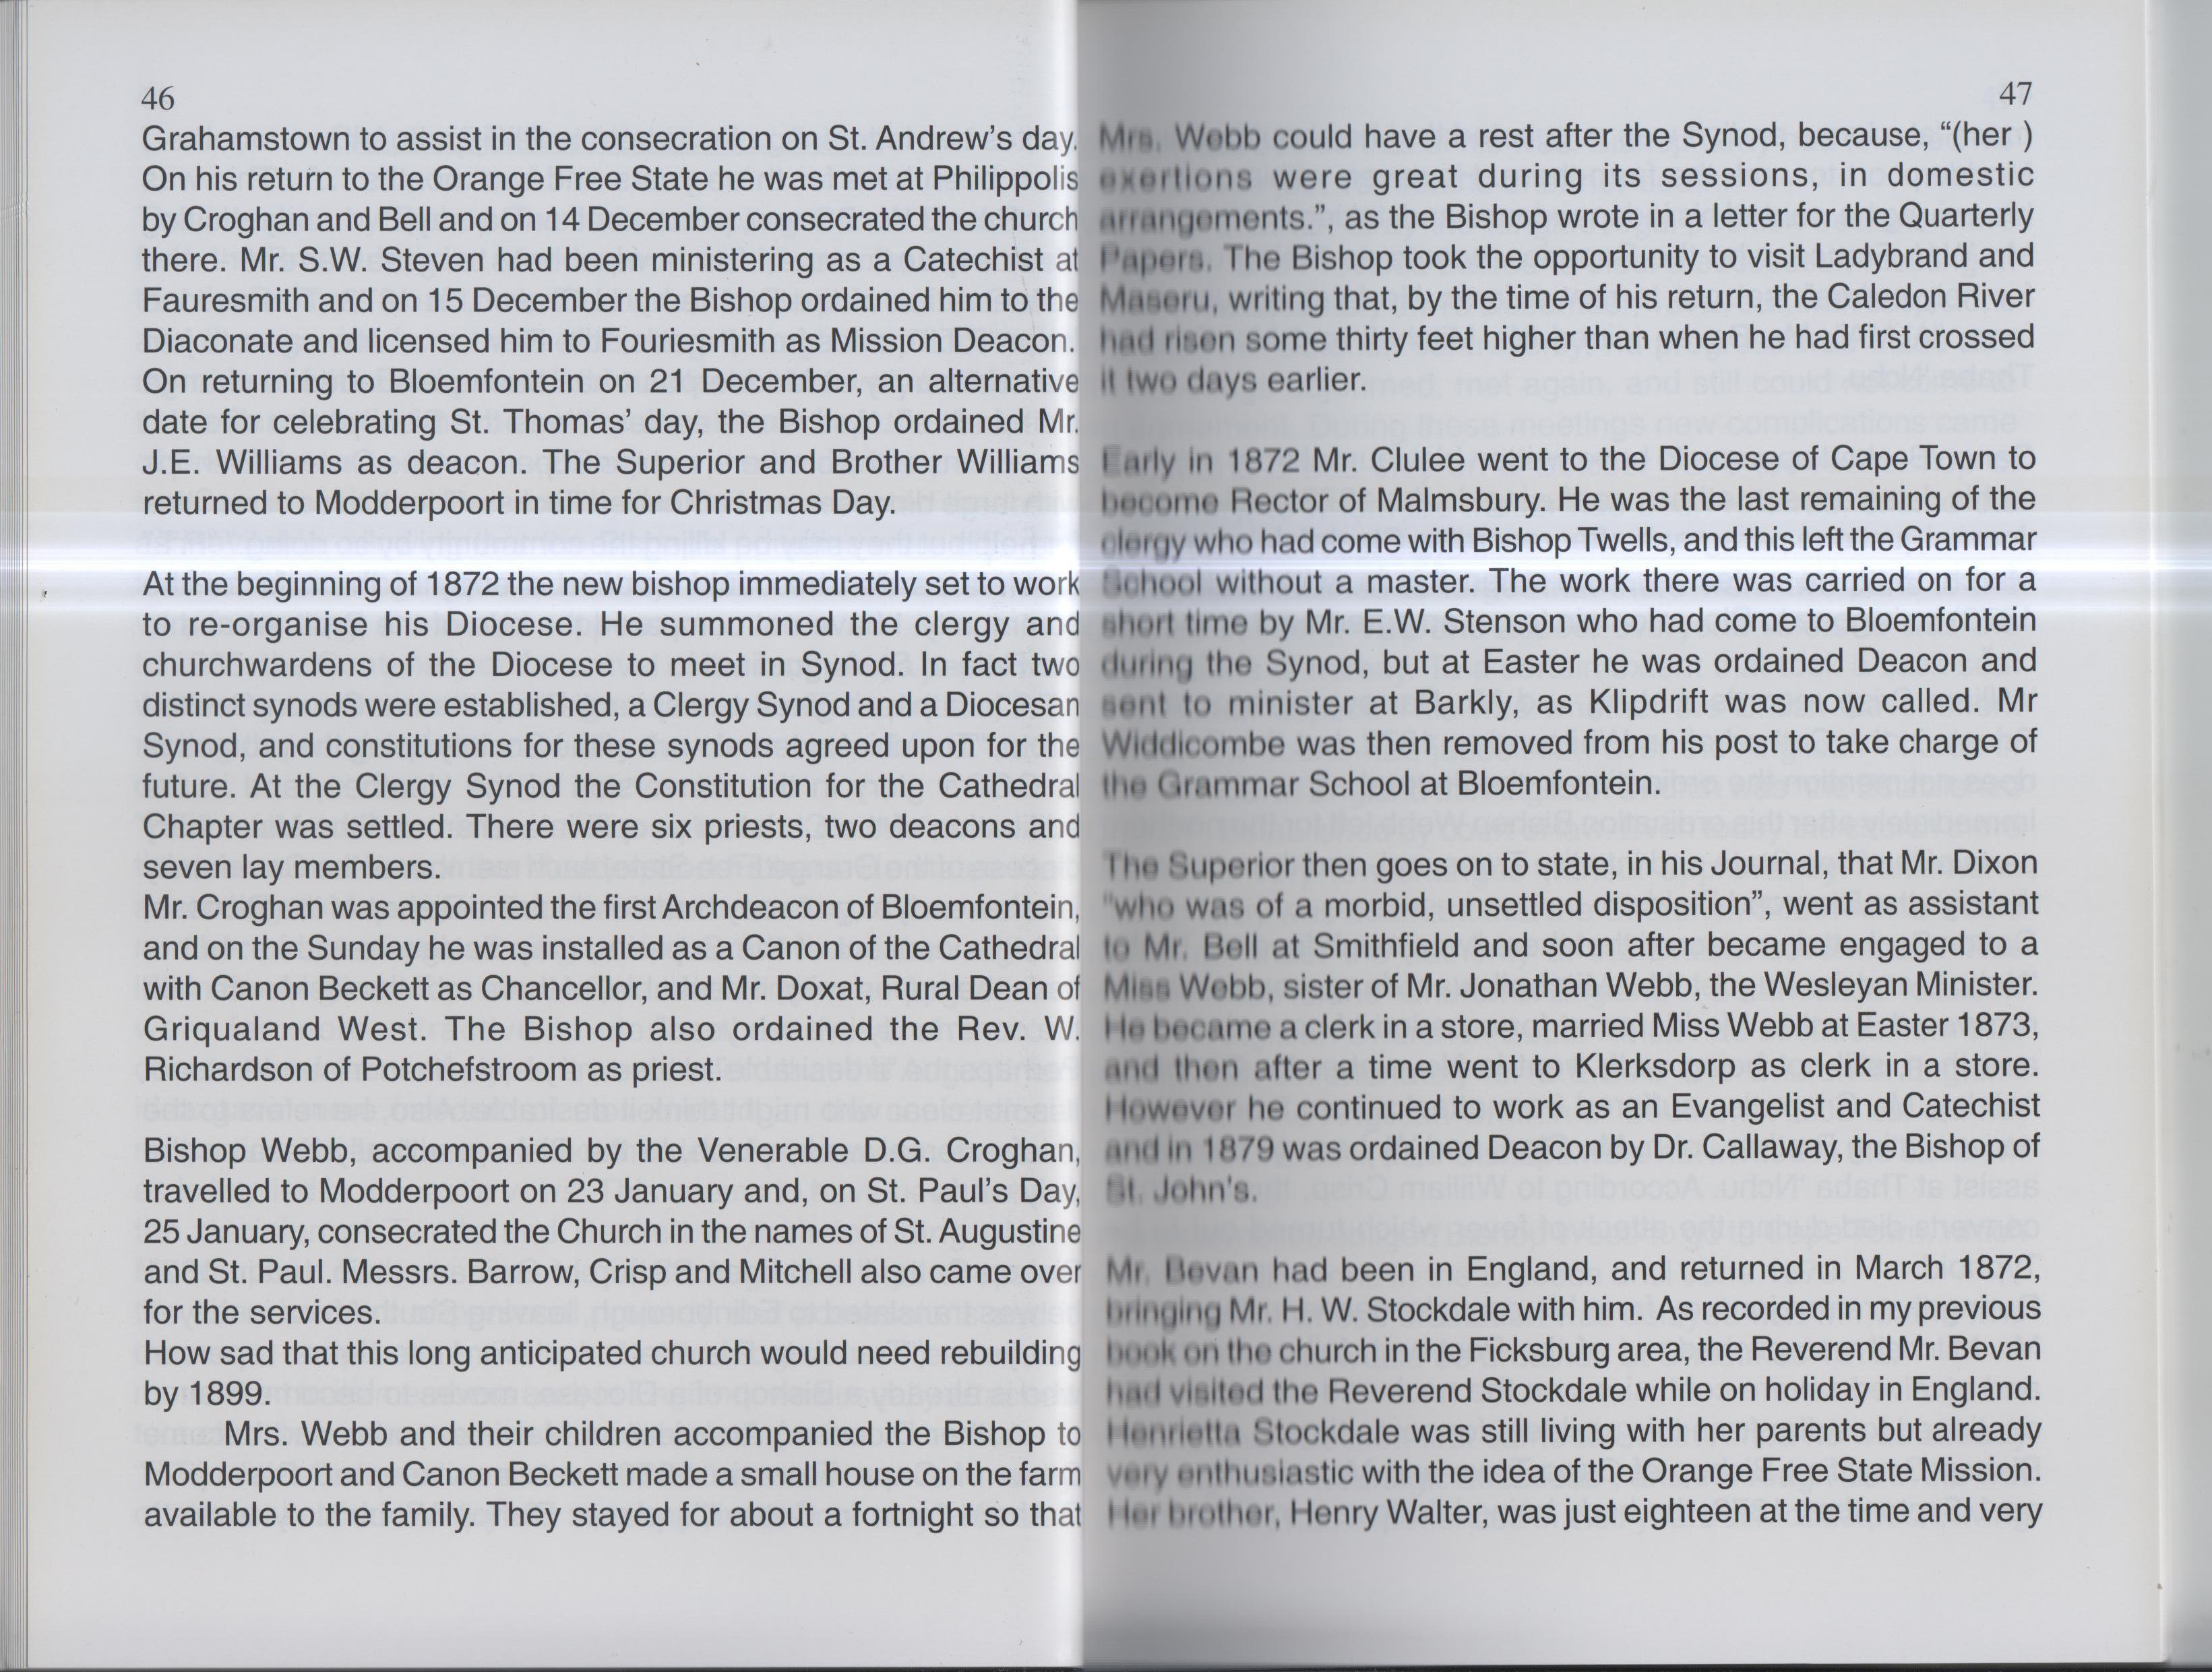 46
Grahamstown to assist in the consecration on St. Andrew's day.
On his return to the Orange Free State he was met at Philippolis
by Croghan and Bell and on 14 December consecrated the church
there. Mr. S.W. Steven had been ministering as a Catechist at
Fauresmith and on 15 December the Bishop ordained him to the
Diaconate and licensed him to Fouriesmith as Mission Deacon.
On returning to Bloemfontein on 21 December, an alternative
date for celebrating St. Thomas' day, the Bishop ordained Mr.
J.E. Williams as deacon. The Superior and Brother Williams
returned to Modderpoort in time for Christmas Day.
At the beginning of 1872 the new bishop immediately set to work
to re-organise his Diocese. He summoned the clergy and
churchwardens of the Diocese to meet in Synod. In fact two
distinct synods were established, a Clergy Synod and a Diocesan
Synod, and constitutions for these synods agreed upon for the
future. At the Clergy Synod the Constitution for the Cathedral
Chapter was settled: There were six priests, two deacons and
seven lay members.
Mr. Croghan was appointed the first Archdeacon of Bloemfontein,
and on the Sunday he was installed as a Canon of the Cathedral
with Canon Beckett as Chancellor, and Mr. Doxat, Rural Dean of
Griqualand West. The Bishop also ordained the Rev. W.
Richardson of Potchefstroom as priest.
Bishop Webb, accompanied by the Venerable D.G. Croghan,
travelled to Modderpoort on 23 January and, on St. Paul's Day,
25 January, consecrated the Church in the names of St. Augustine
and St. Paul. Messrs. Barrow, Crisp and Mitchell also came over
for the services.
How sad that this long anticipated church would need rebuilding
by 1899.
Mrs. Webb and their children accompanied the Bishop to
Modderpoort and Canon Beckett made a small house on the farm
available to the family. They stayed for about a fortnight so that
47
Mrs. Webb could have a rest after the Synod, because, “(her )
exertions were great during its sessions, in domestic
arrangements.”, as the Bishop wrote in a letter for the Quarterly
Papers. The Bishop took the opportunity to visit Ladybrand and
Maseru, writing that, by the time of his return, the Caledon River
had risen some thirty feet higher than when he had first crossed
it two days earlier.
Early in 1872 Mr. Clulee went to the Diocese of Cape Town to
become Rector of Malmsbury. He was the last remaining of the
clergy who had come with Bishop Twells, and this left the Grammar
School without a master. The work there was carried on for a
short time by Mr. E.W. Stenson who had come to Bloemfontein
during the Synod, but at Easter he was ordained Deacon and
sent to minister at Barkly, as Klipdrift was now called. Mr
Widdicombe was then removed from his post to take charge of
the Grammar School at Bloemfontein.
The Superior then goes on to state, in his Journal, that Mr. Dixon
"who was of a morbid, unsettled disposition”, went as assistant
to Mr. Bell at Smithfield and soon after became engaged to a
Miss Webb, sister of Mr. Jonathan Webb, the Wesleyan Minister.
He became a clerk in a store, married Miss Webb at Easter 1873,
and then after a time went to Klerksdorp as clerk in a store.
However he continued to work as an Evangelist and Catechist
and in 1879 was ordained Deacon by Dr. Callaway, the Bishop of
St. John's.
Mr. Bevan had been in England, and returned in March 1872,
bringing Mr. H. W. Stockdale with him. As recorded in my previous
book on the church in the Ficksburg area, the Reverend Mr. Bevan
had visited the Reverend Stockdale while on holiday in England.
Henrietta Stockdale was still living with her parents but already
very enthusiastic with the idea of the Orange Free State Mission.
Her brother, Henry Walter, was just eighteen at the time and very